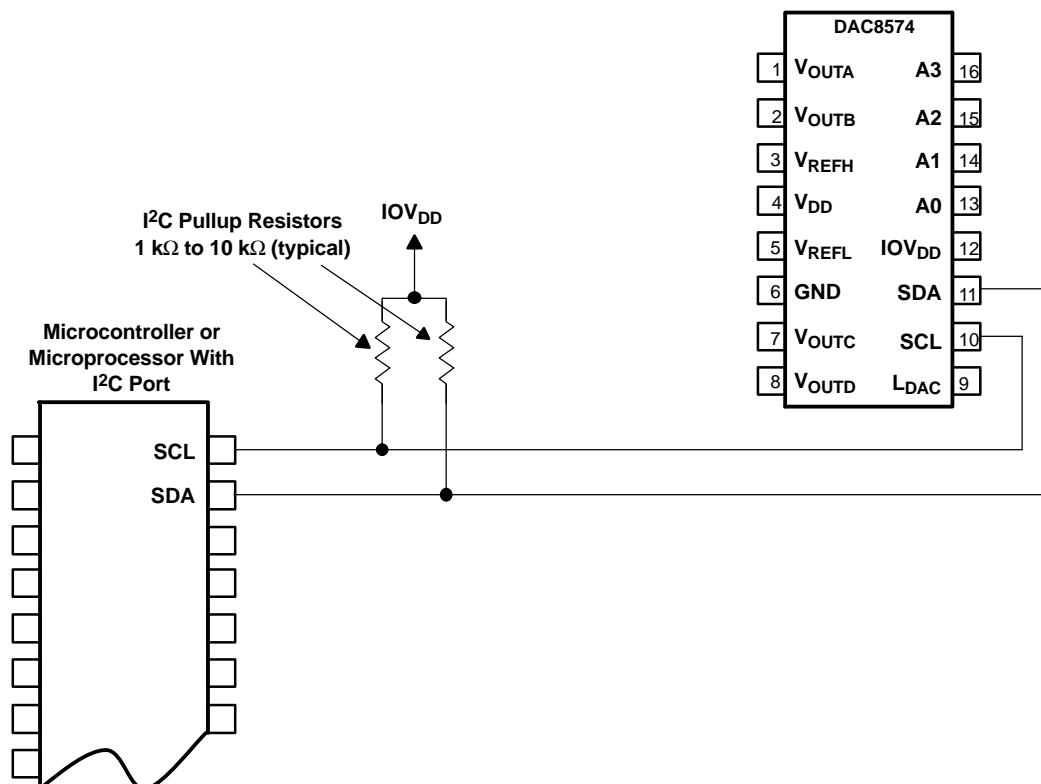 DAC8574
1 VOUTA A3 16
2 VOUTB A2 15
3 VREFH A1 14
4 VDD A0 13
5 VREFL IOVDD 12
6 GND SDA 11
7 VOUTC SCL 10
8 VOUTD LDAC 9
I2C Pullup Resistors
1 kΩ to 10 kΩ (typical)
IOVDD
Microcontroller or
Microprocessor With
I2C Port
SCL
SDA